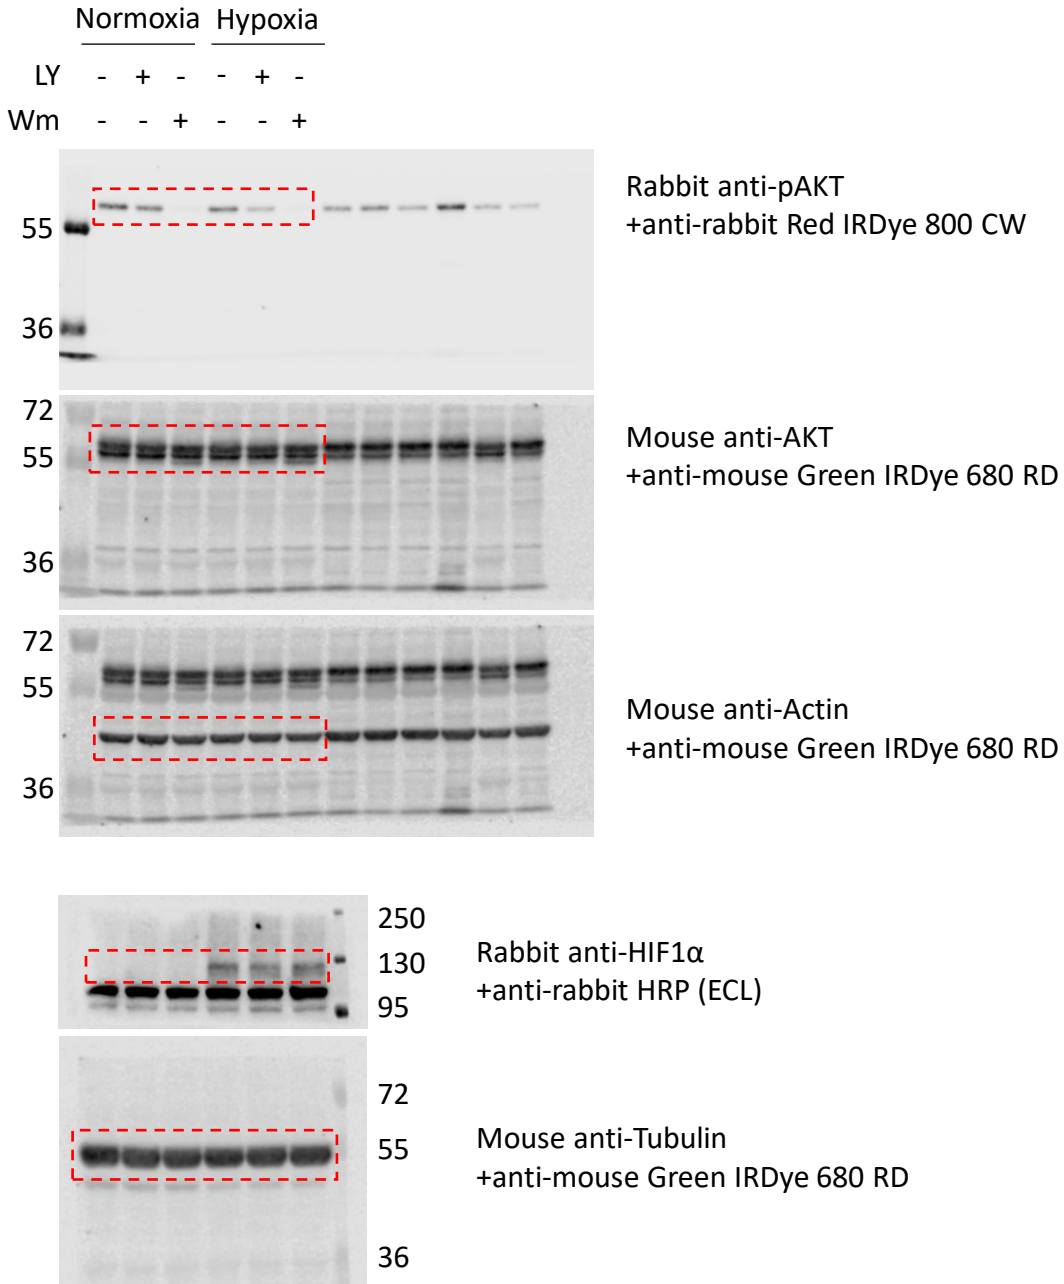 Normoxia Hypoxia
LY - + - - + -
Wm - - + - - +
Rabbit anti-pAKT
+anti-rabbit Red IRDye 800 CW
55
36
72
Mouse anti-AKT
55
+anti-mouse Green IRDye 680 RD
36
72
55
Mouse anti-Actin
+anti-mouse Green IRDye 680 RD
36
250
Rabbit anti-HIF1α
130
+anti-rabbit HRP (ECL)
95
72
Mouse anti-Tubulin
55
+anti-mouse Green IRDye 680 RD
36